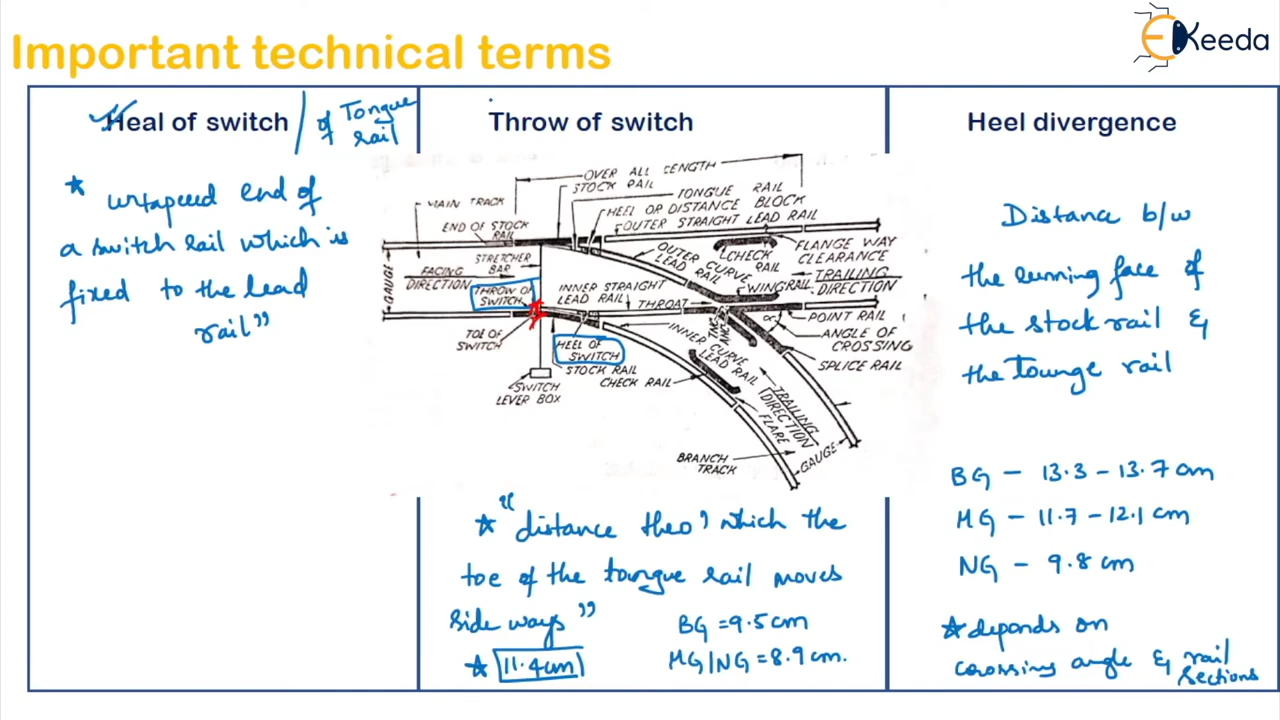 Important technical terms
EKeeda
Heal of switch / of Tongue
rail
* untapered end of
a switch rail which is
fixed to the lead
rail"
Throw of switch
OVER ALL LENGTH
STOCK RAIL
TONGUE RAIL
MAIN TRACK
HEEL OR DISTANCE BLOCK
END OF STOCK
RAIL
OUTER STRAIGHT LEAD RAIL
FLANGE WAY
CLEARANCE
STRETCHER
BAR
OUTER CURVE
LEAD RAIL
CHECK
RAIL
GAUGE
FACING
DIRECTION
TRAILING
DIRECTION
THROW OF
SWITCH
INNER STRAIGHT
LEAD RAIL
THROAT
WING RAIL
POINT RAIL
TOE OF
SWITCH
HEEL OF
SWITCH
INNER CURVE
LEAD RAIL
α
ANGLE OF
CROSSING
STOCK RAIL
CHECK RAIL
SPLICE RAIL
SWITCH
LEVER BOX
TRAILING
DIRECTION
FLARE
BRANCH
TRACK
GAUGE
* "distance thro' which the
toe of the tongue rail moves
side ways"
BG = 9.5 cm
* 11.4cm
MG/NG = 8.9 cm.
Heel divergence
Distance b/w
the running face of
the stock rail &
the tounge rail
BG - 13.3 - 13.7 cm
MG - 11.7 - 12.1 cm
NG - 9.8 cm
* depends on
crossing angle & rail
sections